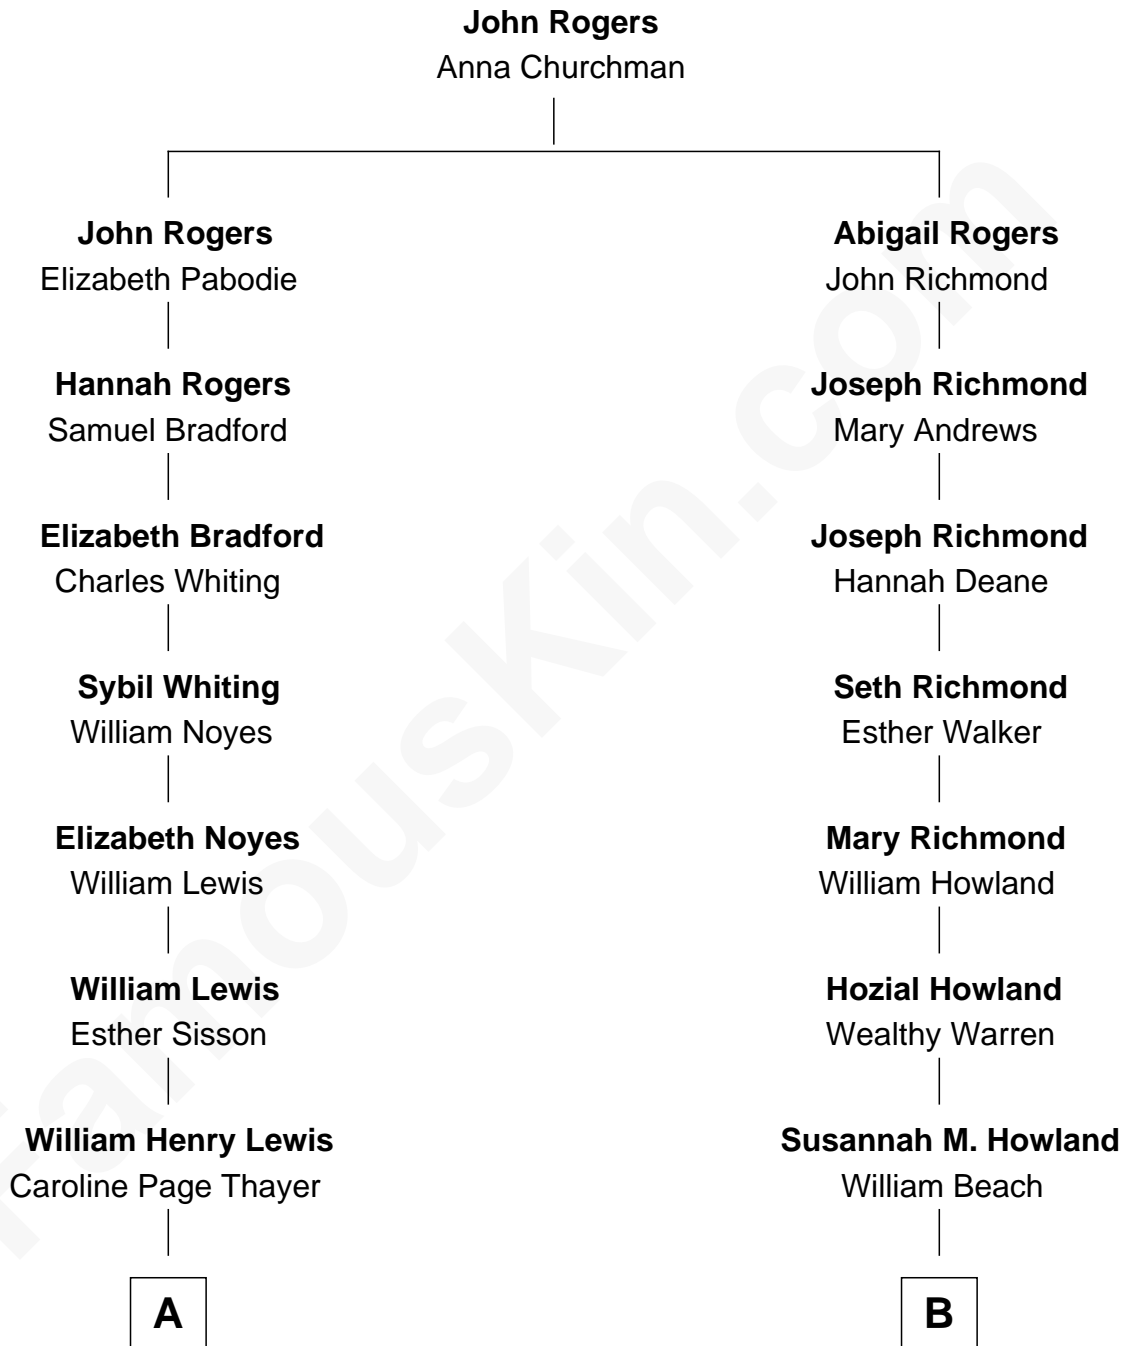 John Rogers
Anna Churchman
John Rogers
Elizabeth Pabodie
Abigail Rogers
John Richmond
Hannah Rogers
Samuel Bradford
Joseph Richmond
Mary Andrews
Elizabeth Bradford
Charles Whiting
Joseph Richmond
Hannah Deane
Sybil Whiting
William Noyes
Seth Richmond
Esther Walker
Elizabeth Noyes
William Lewis
Mary Richmond
William Howland
William Lewis
Esther Sisson
Hozial Howland
Wealthy Warren
William Henry Lewis
Caroline Page Thayer
Susannah M. Howland
William Beach
A
B
FamousKin.com